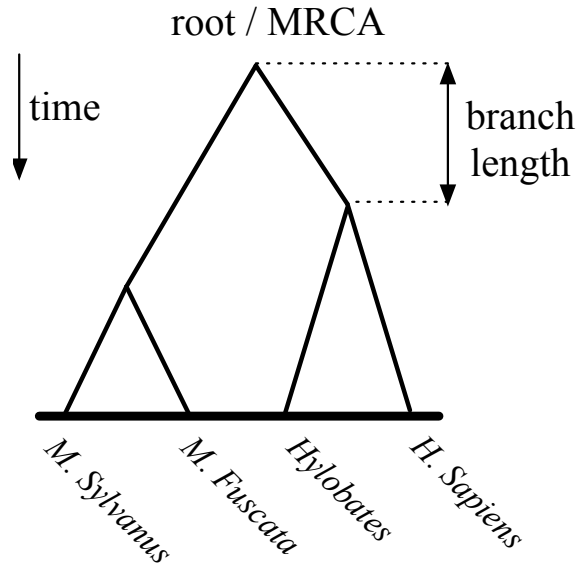 root / MRCA
time
branch
length
M. Sylvanus
M. Fuscata
Hylobates
H. Sapiens